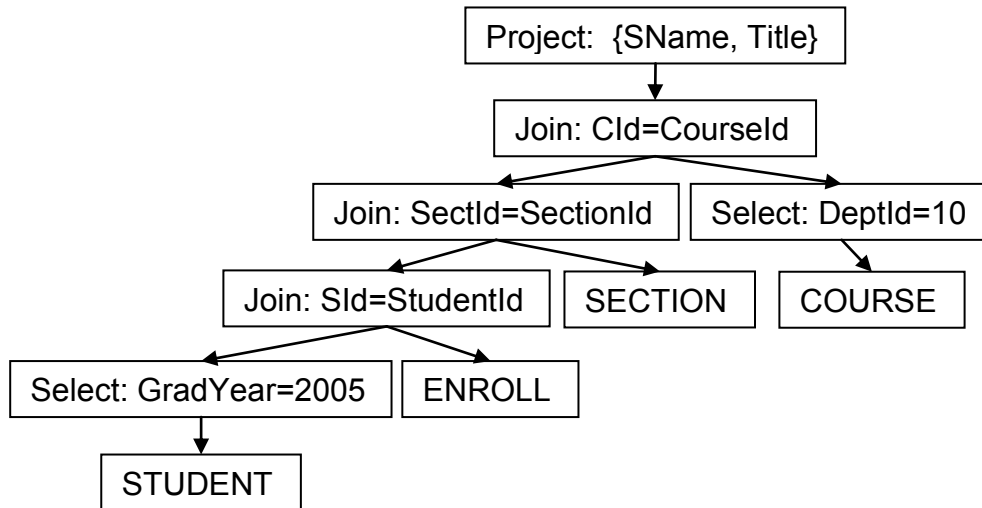 Project: {SName, Title}
Join: CId=CourseId
Join: SectId=SectionId
Select: DeptId=10
Join: SId=StudentId
SECTION
COURSE
Select: GradYear=2005
ENROLL
STUDENT